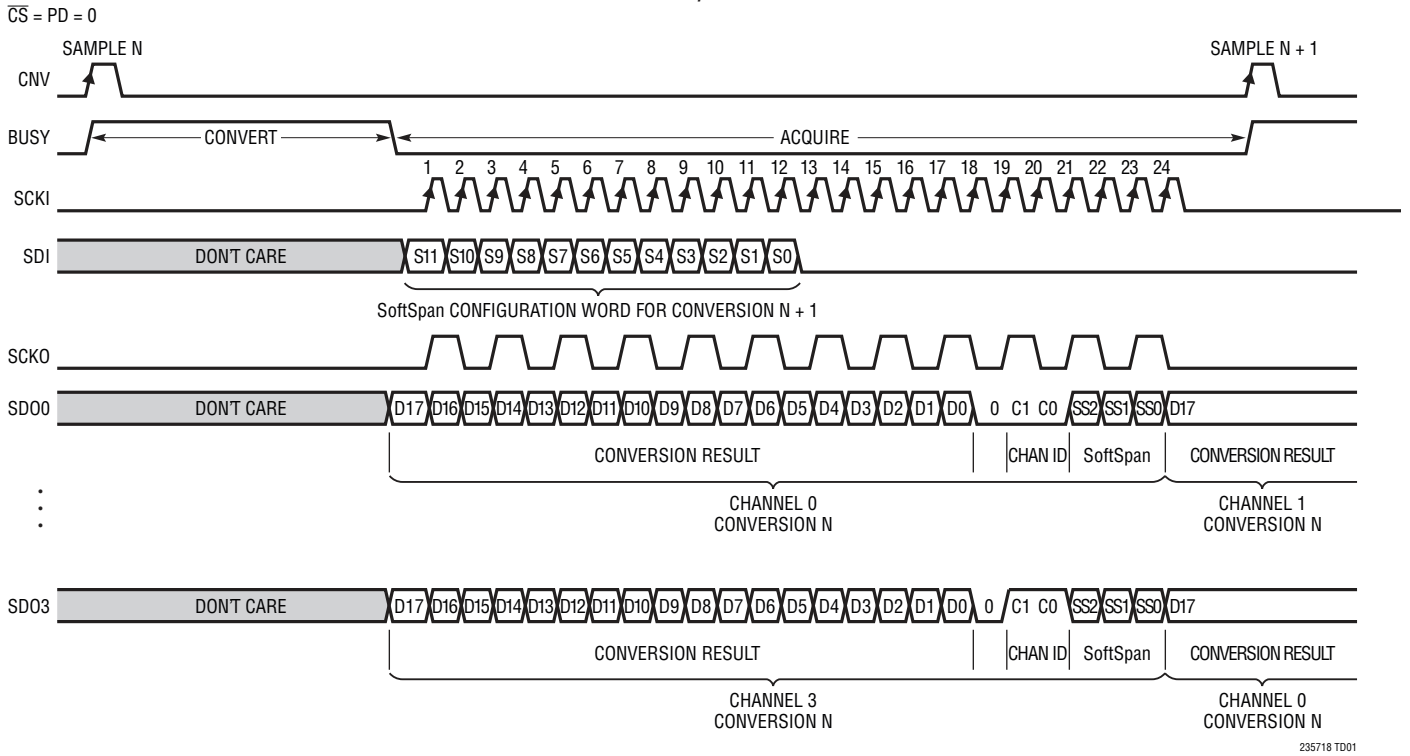 CS = PD = 0
SAMPLE N SAMPLE N + 1
CNV
BUSY CONVERT ACQUIRE
1 2 3 4 5 6 7 8 9 10 11 12 13 14 15 16 17 18 19 20 21 22 23 24
SCKI
SDI DON'T CARE S11 S10 S9 S8 S7 S6 S5 S4 S3 S2 S1 S0
SoftSpan CONFIGURATION WORD FOR CONVERSION N + 1
SCKO
SDO0 DON'T CARE D17 D16 D15 D14 D13 D12 D11 D10 D9 D8 D7 D6 D5 D4 D3 D2 D1 D0 0 C1 C0 SS2 SS1 SS0 D17
CONVERSION RESULT CHAN ID SoftSpan CONVERSION RESULT
CHANNEL 0 CHANNEL 1
CONVERSION N CONVERSION N
SDO3 DON'T CARE D17 D16 D15 D14 D13 D12 D11 D10 D9 D8 D7 D6 D5 D4 D3 D2 D1 D0 0 C1 C0 SS2 SS1 SS0 D17
CONVERSION RESULT CHAN ID SoftSpan CONVERSION RESULT
CHANNEL 3 CHANNEL 0
CONVERSION N CONVERSION N
235718 TD01